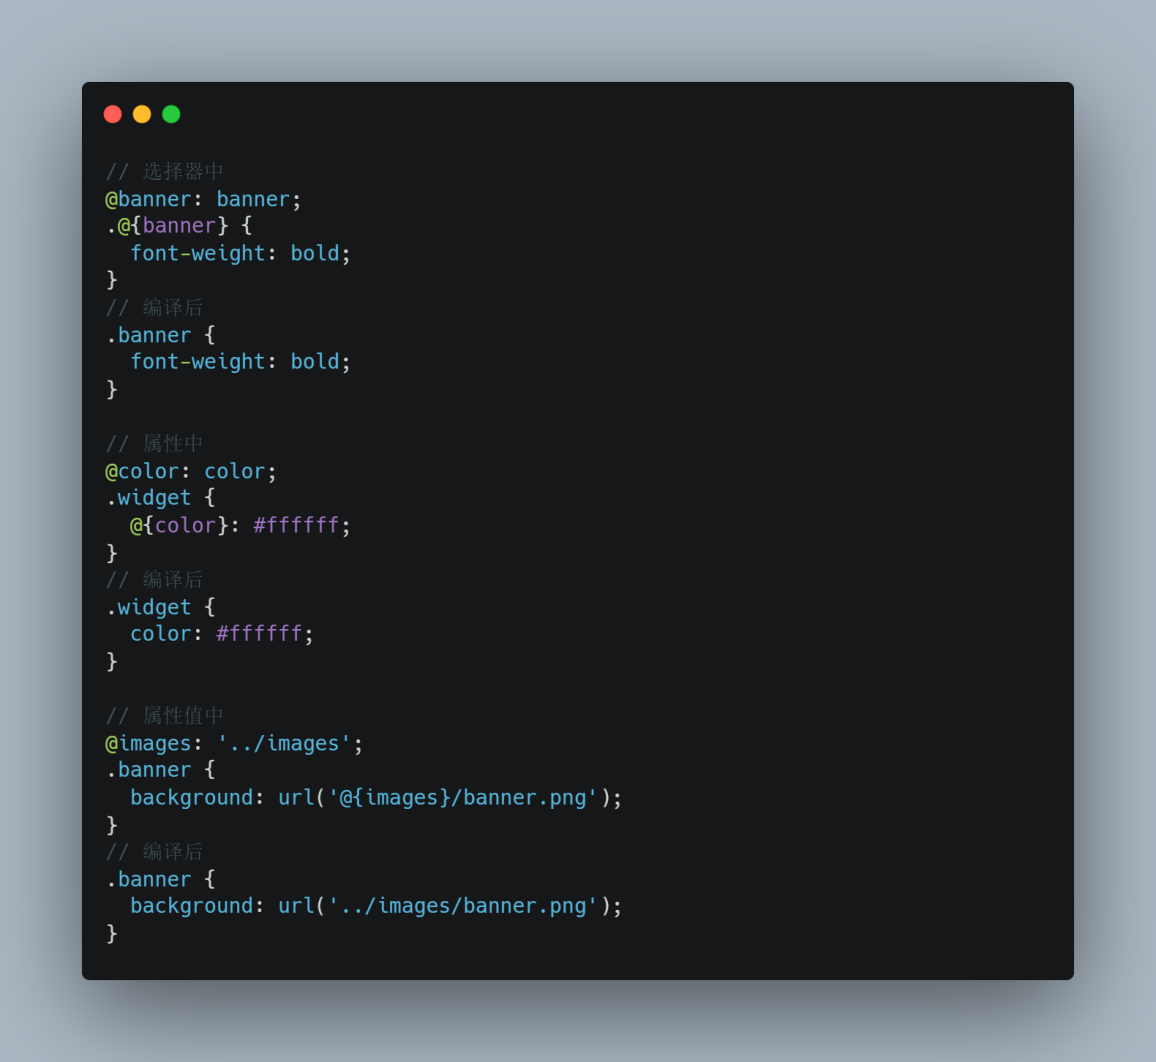 // 选择器中
@banner: banner;
.@{banner} {
  font-weight: bold;
}
// 编译后
.banner {
  font-weight: bold;
}

// 属性中
@color: color;
.widget {
  @{color}: #ffffff;
}
// 编译后
.widget {
  color: #ffffff;
}

// 属性值中
@images: '../images';
.banner {
  background: url('@{images}/banner.png');
}
// 编译后
.banner {
  background: url('../images/banner.png');
}